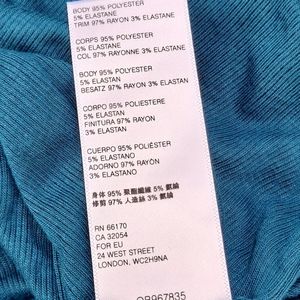 BODY 95% POLYESTER
5% ELASTANE
TRIM 97% RAYON 3% ELASTANE
CORPS 95% POLYESTER
5% ELASTANE
COL 97% RAYONNE 3% ELASTANE
BODY 95% POLYESTER
5% ELASTAN
BESATZ 97% RAYON 3% ELASTAN
CORPO 95% POLIESTERE
5% ELASTAN
FINITURA 97% RAYON
3% ELASTAN
CUERPO 95% POLIÉSTER
5% ELASTANO
ADORNO 97% RAYÓN
3% ELASTANO
身体 95% 聚酯纖維 5% 氨綸
修剪 97% 人造絲 3% 氨綸
RN 66170
CA 32054
FOR EU
24 WEST STREET
LONDON, WC2H9NA
OR967835